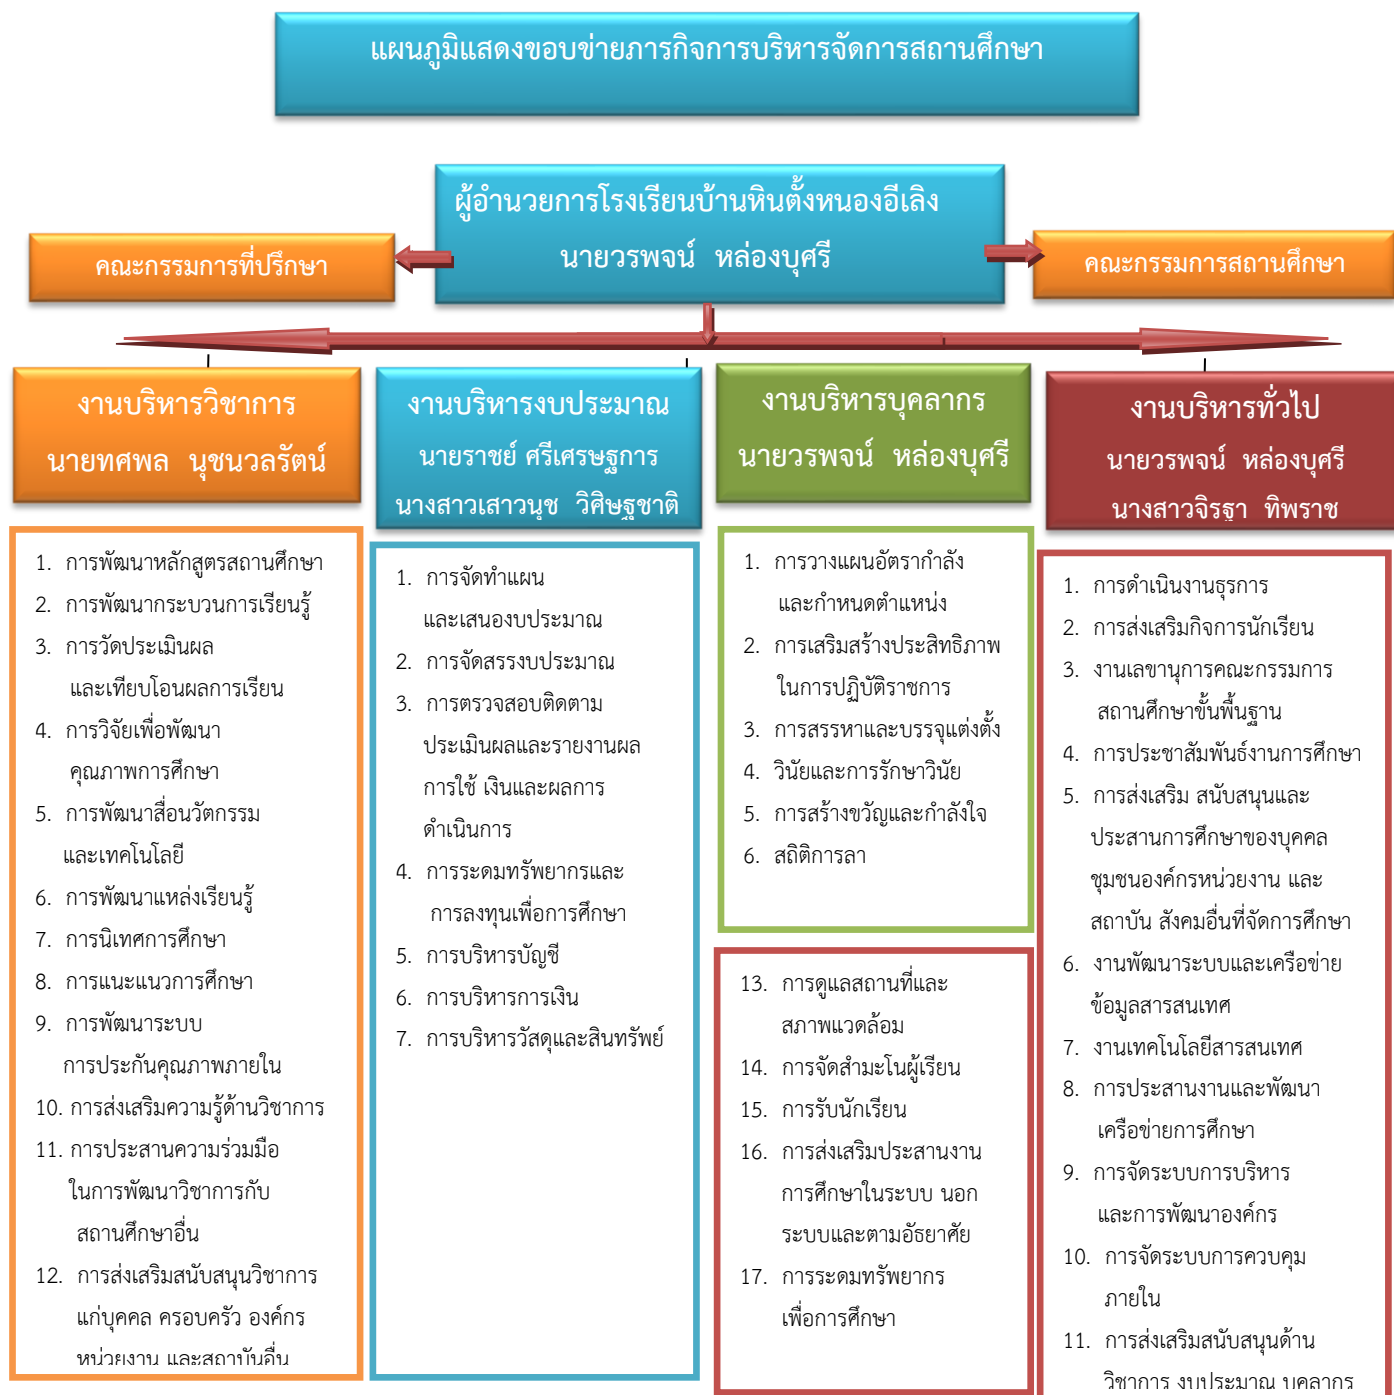 แผนภูมิแสดงขอบข่ายภารกิจการบริหารจัดการสถานศึกษา
ผู้อำนวยการโรงเรียนบ้านหินตั้งหนองอีเลิง
นายวรพจน์ หล่องบุศรี
คณะกรรมการที่ปรึกษา
คณะกรรมการสถานศึกษา
งานบริหารวิชาการ
นายทศพล นุชนวลรัตน์
งานบริหารงบประมาณ
นายราชย์ ศรีเศรษฐการ
นางสาวเสาวนุช วิศิษฐชาติ
งานบริหารบุคลากร
นายวรพจน์ หล่องบุศรี
งานบริหารทั่วไป
นายวรพจน์ หล่องบุศรี
นางสาวจิรฐา ทิพราช
1. การพัฒนาหลักสูตรสถานศึกษา
2. การพัฒนากระบวนการเรียนรู้
3. การวัดประเมินผล
และเทียบโอนผลการเรียน
4. การวิจัยเพื่อพัฒนา
คุณภาพการศึกษา
5. การพัฒนาสื่อนวัตกรรม
และเทคโนโลยี
6. การพัฒนาแหล่งเรียนรู้
7. การนิเทศการศึกษา
8. การแนะแนวการศึกษา
9. การพัฒนาระบบ
การประกันคุณภาพภายใน
10. การส่งเสริมความรู้ด้านวิชาการ
11. การประสานความร่วมมือ
ในการพัฒนาวิชาการกับ
สถานศึกษาอื่น
12. การส่งเสริมสนับสนุนวิชาการ
แก่บุคคล ครอบครัว องค์กร
หน่วยงาน และสถาบันอื่น
1. การจัดทำแผน
และเสนองบประมาณ
2. การจัดสรรงบประมาณ
3. การตรวจสอบติดตาม
ประเมินผลและรายงานผล
การใช้ เงินและผลการ
ดำเนินการ
4. การระดมทรัพยากรและ
การลงทุนเพื่อการศึกษา
5. การบริหารบัญชี
6. การบริหารการเงิน
7. การบริหารวัสดุและสินทรัพย์
1. การวางแผนอัตรากำลัง
และกำหนดตำแหน่ง
2. การเสริมสร้างประสิทธิภาพ
ในการปฏิบัติราชการ
3. การสรรหาและบรรจุแต่งตั้ง
4. วินัยและการรักษาวินัย
5. การสร้างขวัญและกำลังใจ
6. สถิติการลา
1. การดำเนินงานธุรการ
2. การส่งเสริมกิจการนักเรียน
3. งานเลขานุการคณะกรรมการ
สถานศึกษาขั้นพื้นฐาน
4. การประชาสัมพันธ์งานการศึกษา
5. การส่งเสริม สนับสนุนและ
ประสานการศึกษาของบุคคล
ชุมชนองค์กรหน่วยงาน และ
สถาบัน สังคมอื่นที่จัดการศึกษา
6. งานพัฒนาระบบและเครือข่าย
ข้อมูลสารสนเทศ
7. งานเทคโนโลยีสารสนเทศ
8. การประสานงานและพัฒนา
เครือข่ายการศึกษา
9. การจัดระบบการบริหาร
และการพัฒนาองค์กร
10. การจัดระบบการควบคุม
ภายใน
11. การส่งเสริมสนับสนุนด้าน
วิชาการ งบประมาณ บุคลากร
13. การดูแลสถานที่และ
สภาพแวดล้อม
14. การจัดสำมะโนผู้เรียน
15. การรับนักเรียน
16. การส่งเสริมประสานงาน
การศึกษาในระบบ นอก
ระบบและตามอัธยาศัย
17. การระดมทรัพยากร
เพื่อการศึกษา